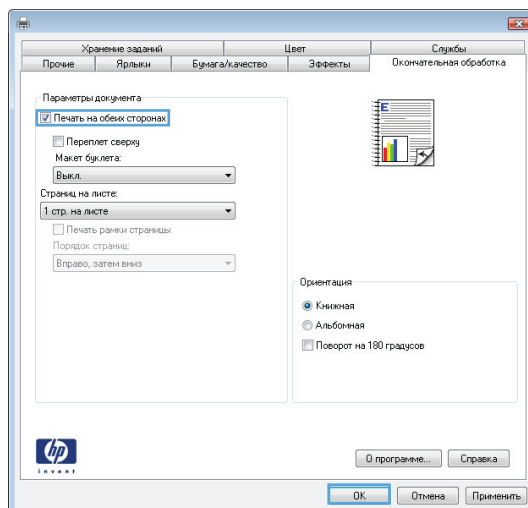 Хранение заданий Цвет Службы
Прочие Ярлыки Бумага/качество Эффекты Окончательная обработка
Параметры документа
Печать на обеих сторонах
Переплет сверху
Макет буклета:
Выкл.
Страниц на листе:
1 стр. на листе
Печать рамки страницы
Порядок страниц:
Вправо, затем вниз
E
Ориентация
Книжная
Альбомная
Поворот на 180 градусов
hp
invent
О программе... Справка
OK Отмена Применить